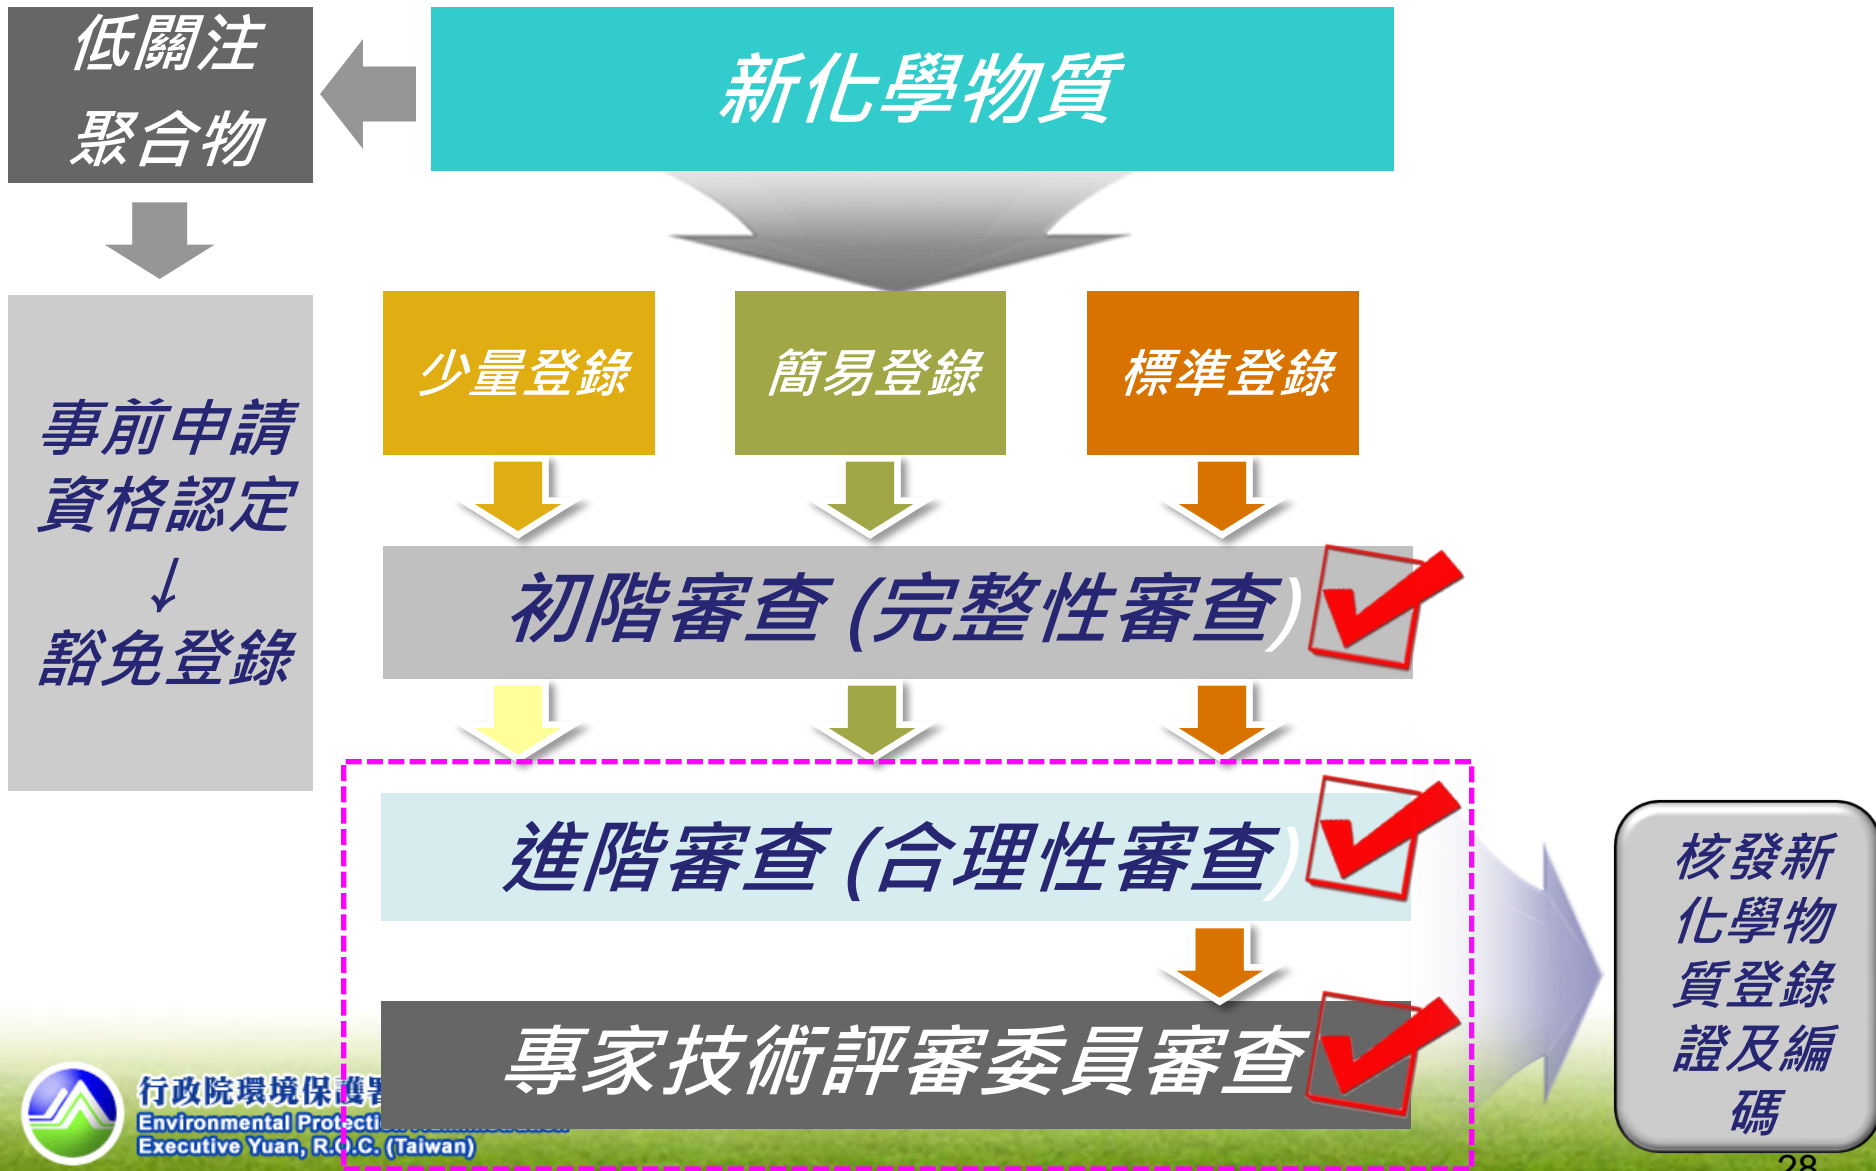 低關注
聚合物
新化學物質
少量登錄
簡易登錄
標準登錄
事前申請
資格認定
↓
豁免登錄
初階審查 (完整性審查)
進階審查 (合理性審查)
專家技術評審委員審查
核發新
化學物
質登錄
證及編
碼
行政院環境保護署
Environmental Protection
Executive Yuan, R.O.C. (Taiwan)
28